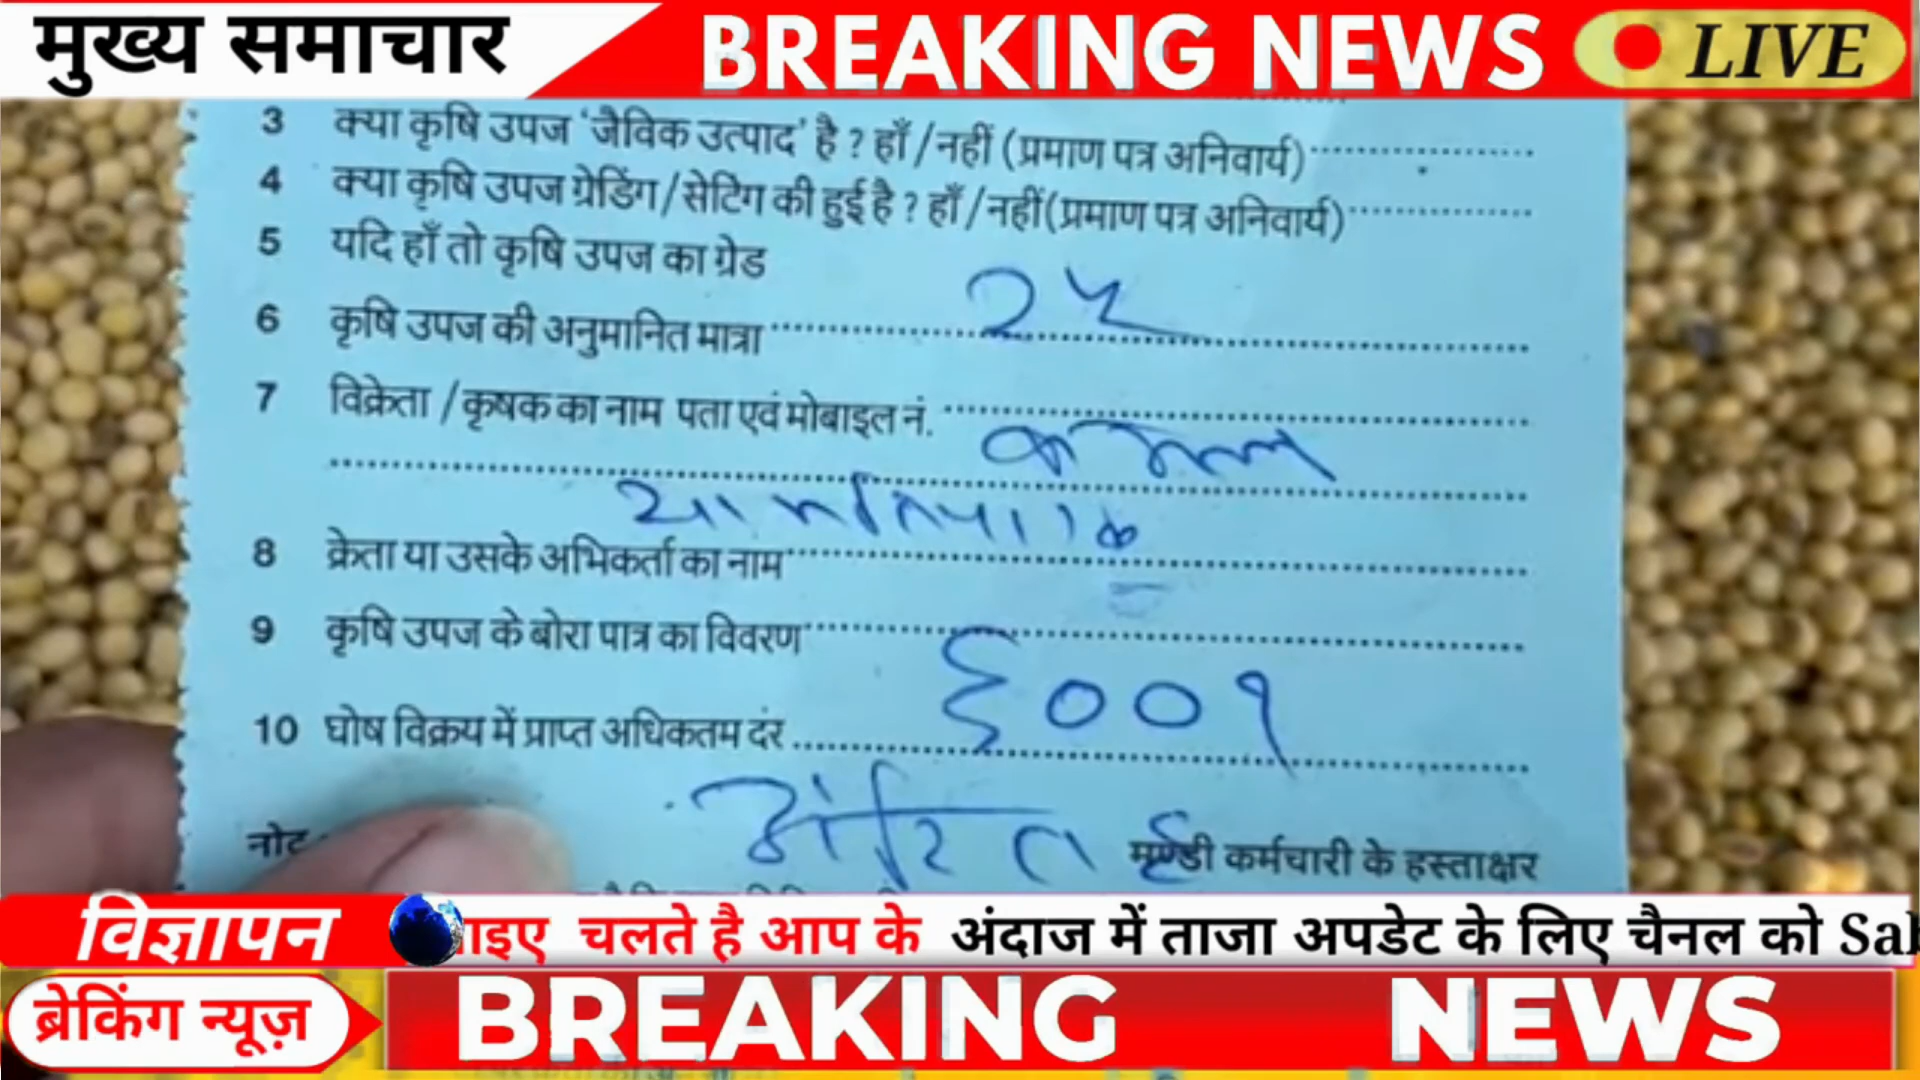 मुख्य समाचार BREAKING NEWS LIVE
3 क्या कृषि उपज 'जैविक उत्पाद' है ? हाँ /नहीं (प्रमाण पत्र अनिवार्य)
4 क्या कृषि उपज ग्रेडिंग/सेटिग की हुई है ? हाँ /नहीं(प्रमाण पत्र अनिवार्य)
5 यदि हाँ तो कृषि उपज का ग्रेड
6 कृषि उपज की अनुमानित मात्रा २५
7 विक्रेता /कृषक का नाम पता एवं मोबाइल नं.
8 क्रेता या उसके अभिकर्ता का नाम
9 कृषि उपज के बोरा पात्र का विवरण
10 घोष विक्रय में प्राप्त अधिकतम दर ६००१
नोट मण्डी कर्मचारी के हस्ताक्षर
विज्ञापन चलते है आप के अंदाज में ताजा अपडेट के लिए चैनल को
ब्रेकिंग न्यूज़ BREAKING NEWS